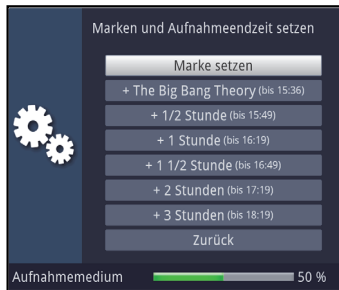 Marken und Aufnahmeendzeit setzen
Marke setzen
+ The Big Bang Theory (bis 15:36)
+ 1/2 Stunde (bis 15:49)
+ 1 Stunde (bis 16:19)
+ 1 1/2 Stunde (bis 16:49)
+ 2 Stunden (bis 17:19)
+ 3 Stunden (bis 18:19)
Zurück
Aufnahmemedium 50 %